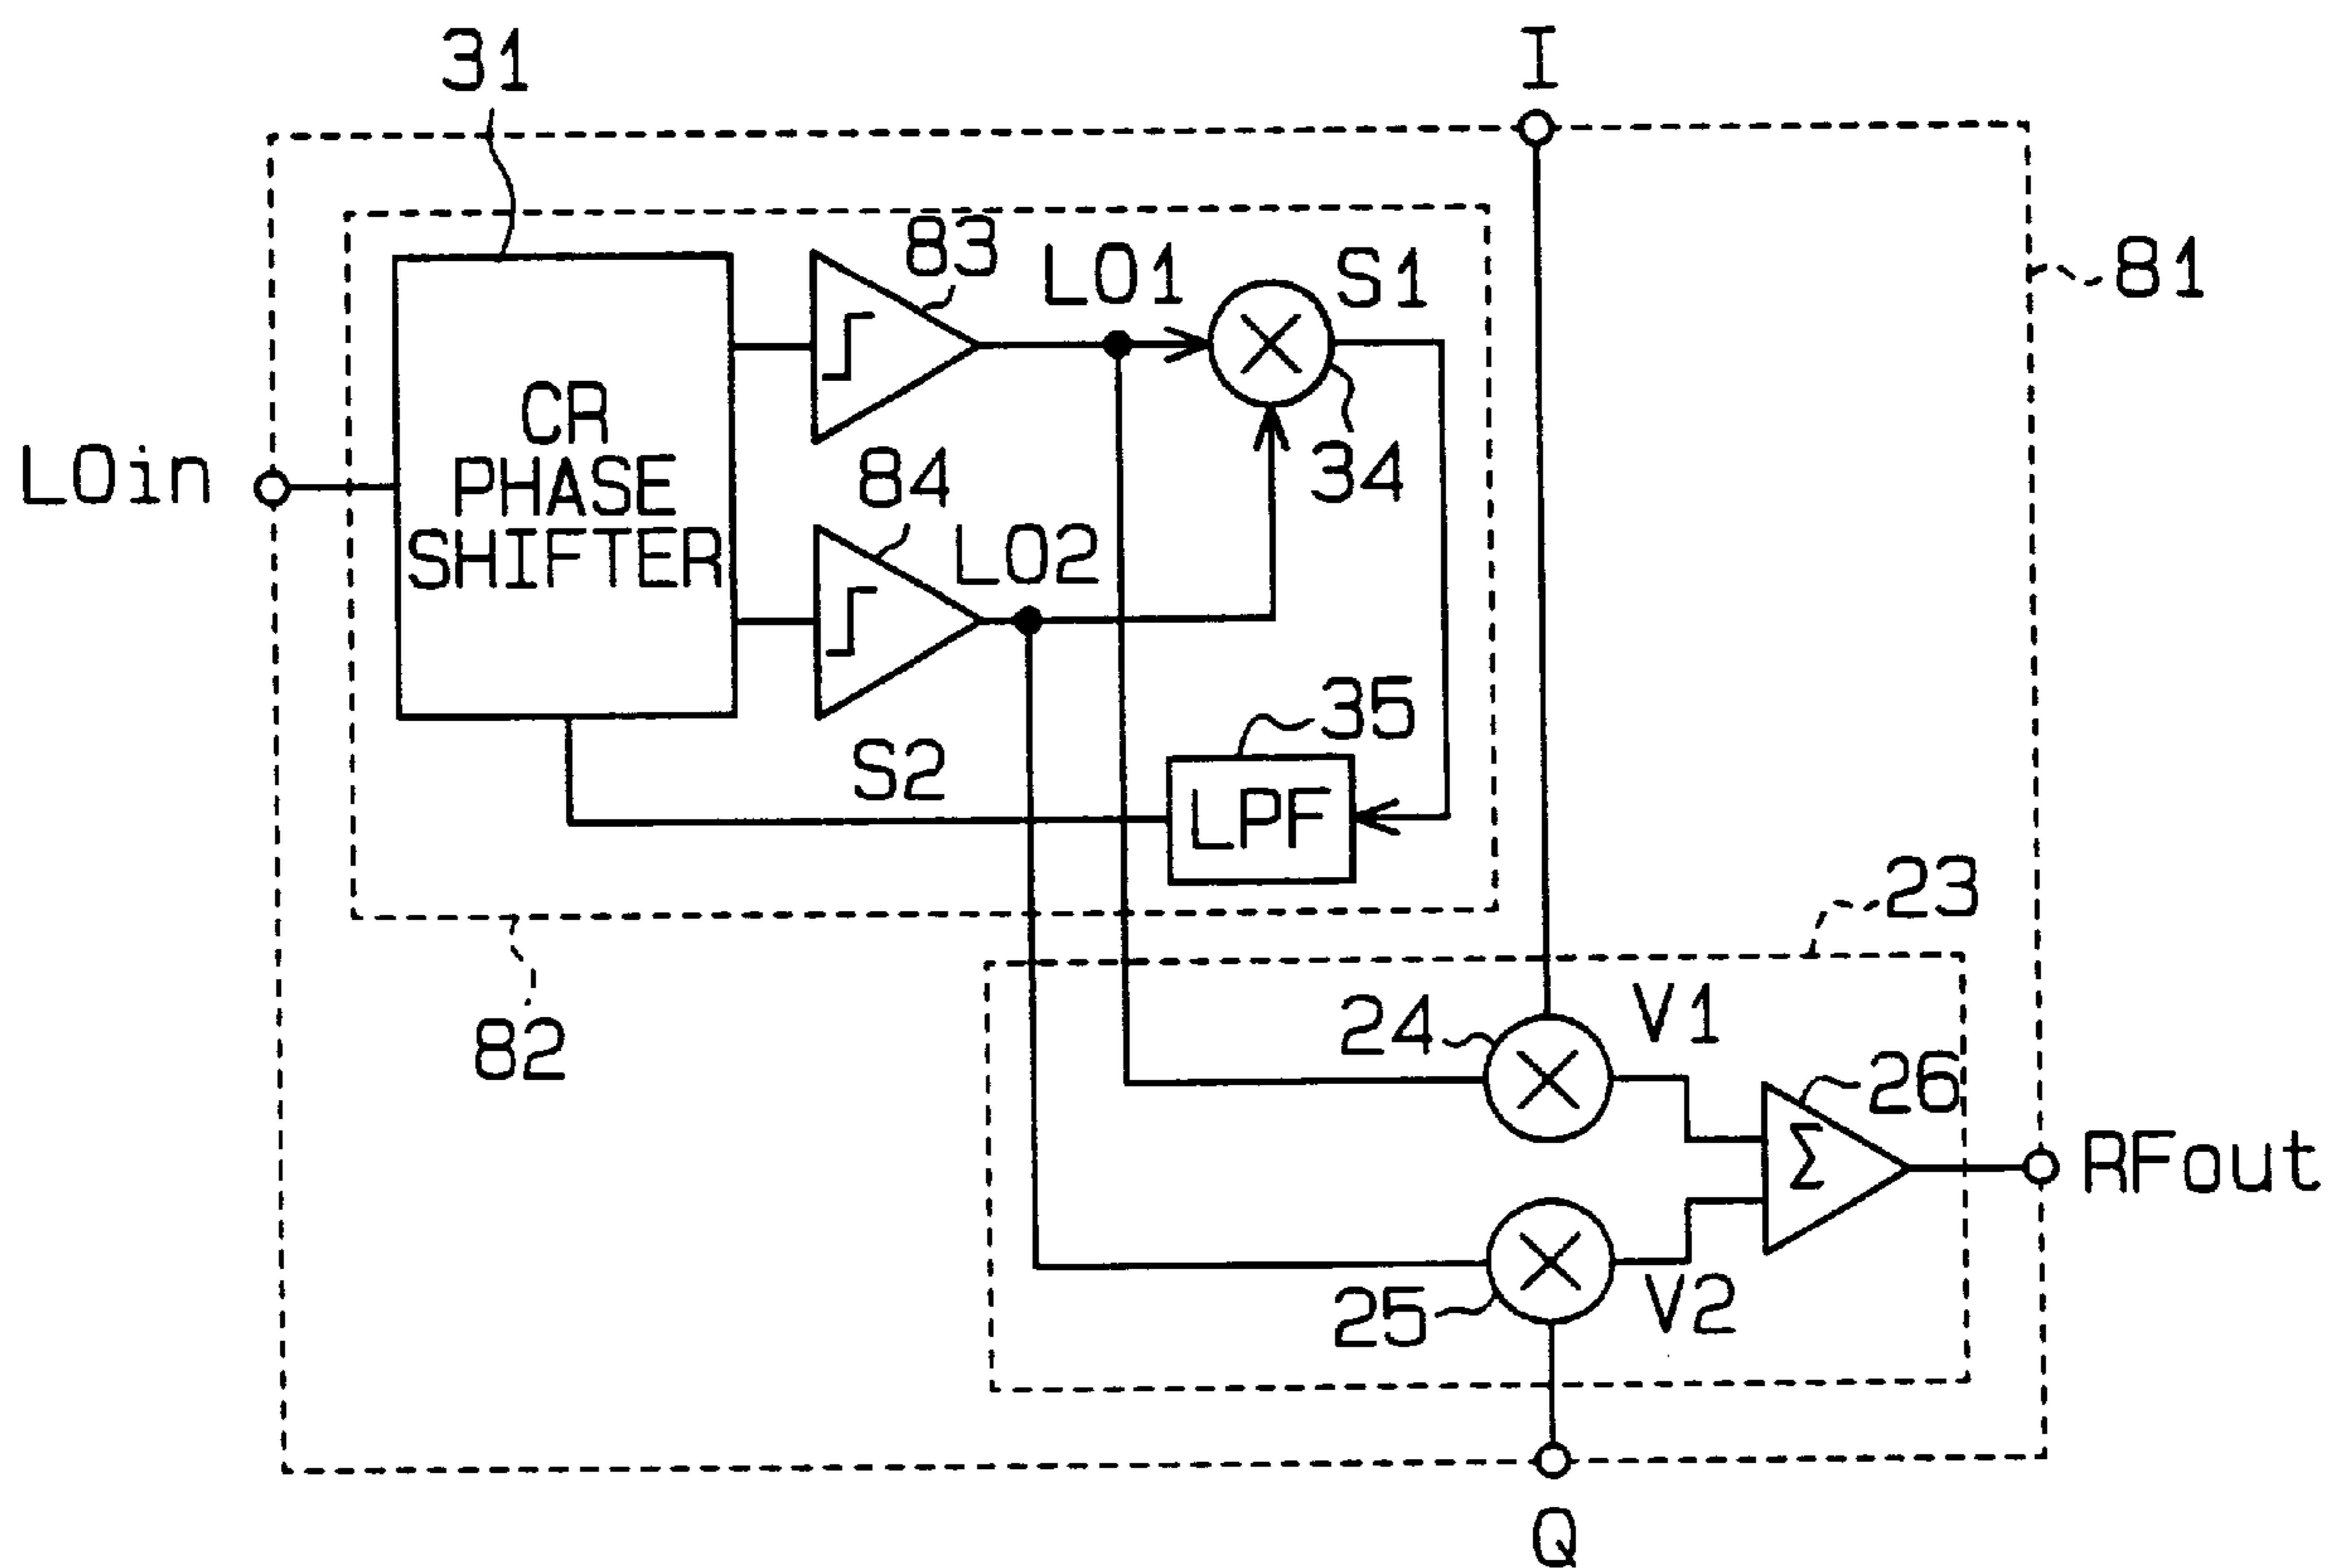 31
I
83
LO1
S1
81
CR
PHASE
SHIFTER
LOin
84
34
LO2
35
S2
LPF
23
82
24
V1
26
Σ
RFout
25
V2
Q